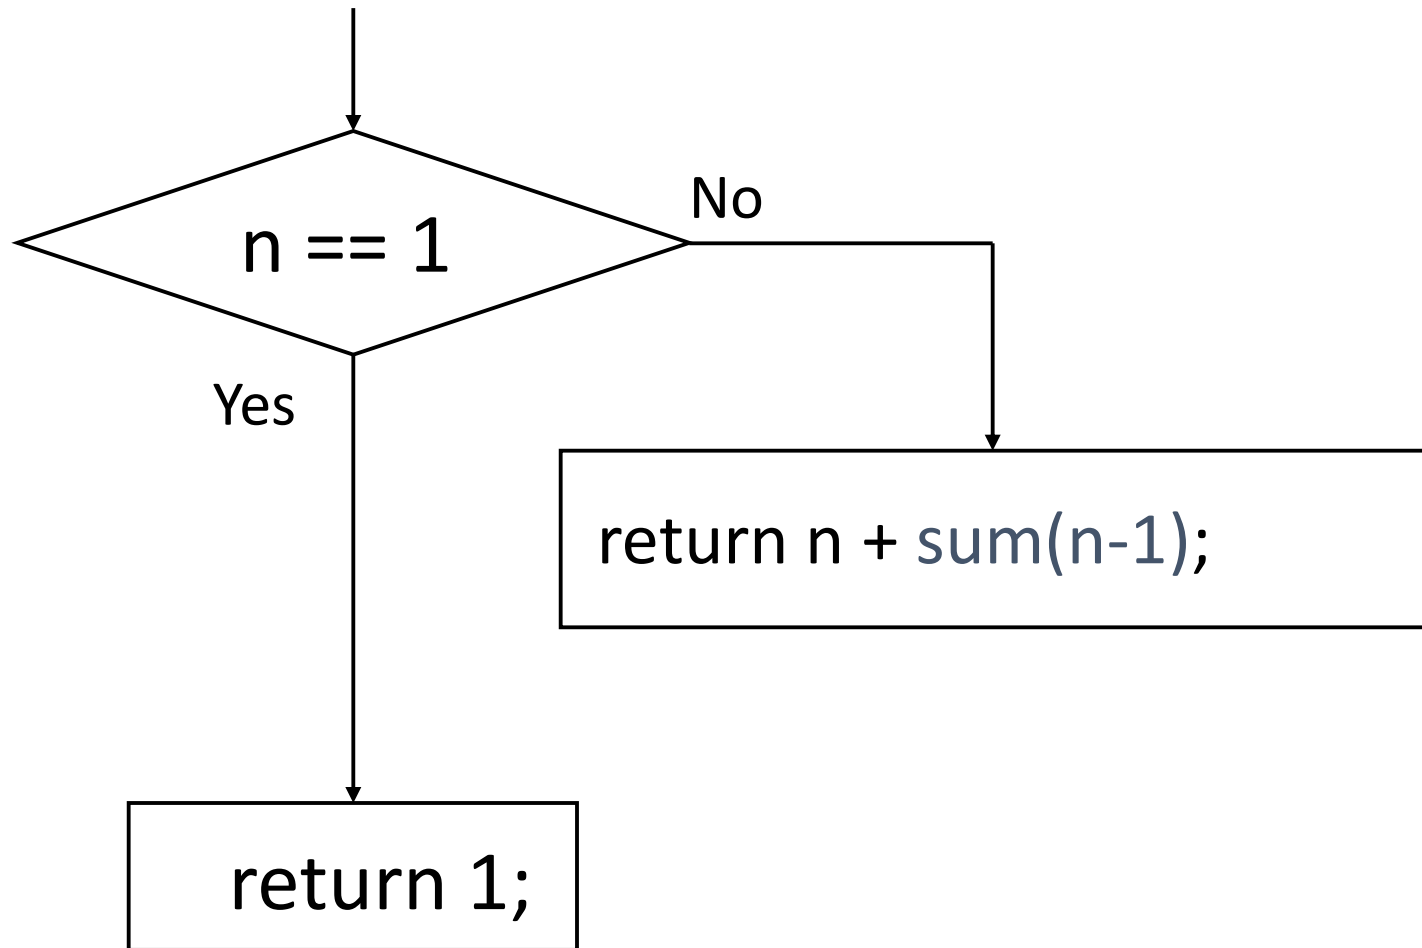 n == 1
No
Yes
return n + sum(n-1);
return 1;